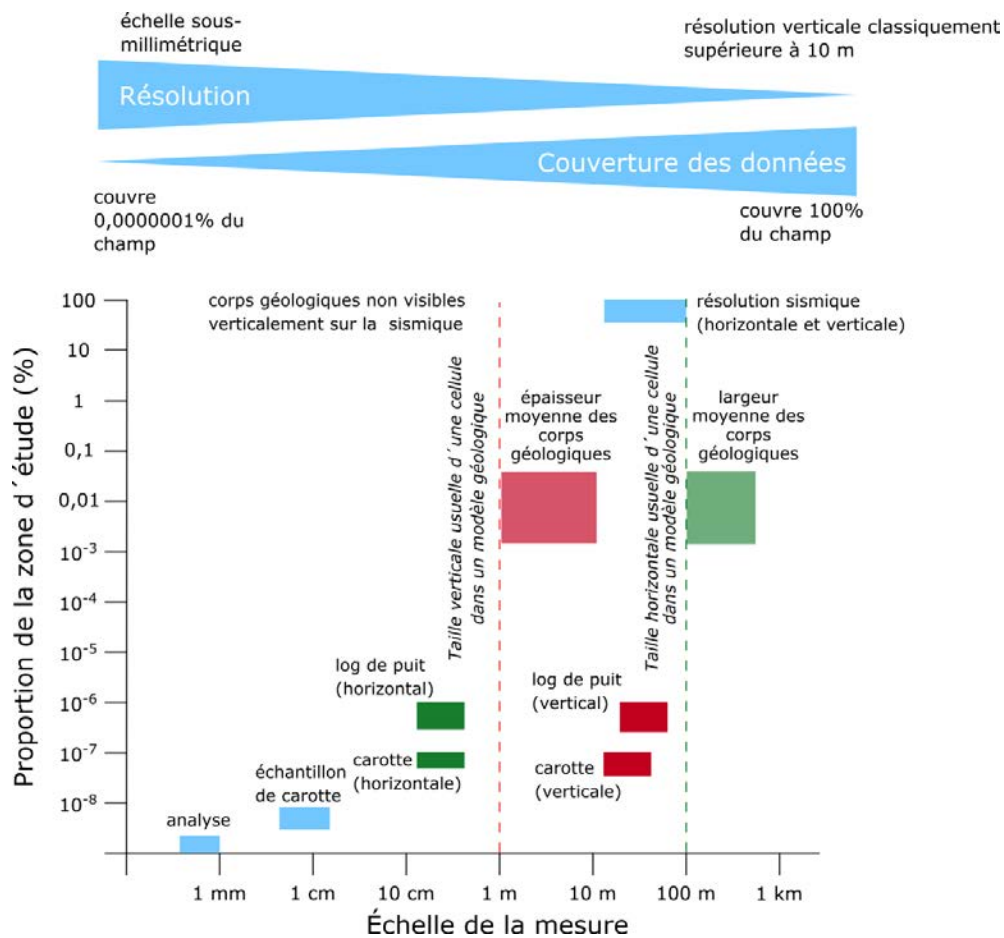 échelle sous-
millimétrique
résolution verticale classiquement
supérieure à 10 m
Résolution
Couverture des données
couvre
0,0000001% du
champ
couvre 100%
du champ
corps géologiques non visibles
verticalement sur la sismique
résolution sismique
(horizontale et verticale)
Proportion de la zone d´étude (%)
100
10
1
0,1
0,01
10-3
10-4
10-5
10-6
10-7
10-8
Taille verticale usuelle d´une cellule
dans un modèle géologique
épaisseur
moyenne des
corps
géologiques
Taille horizontale usuelle d´une cellule
dans un modèle géologique
largeur
moyenne des
corps
géologiques
log de puit
(horizontal)
log de puit
(vertical)
carotte
(horizontale)
carotte
(verticale)
échantillon
de carotte
analyse
1 mm
1 cm
10 cm
1 m
10 m
100 m
1 km
Échelle de la mesure